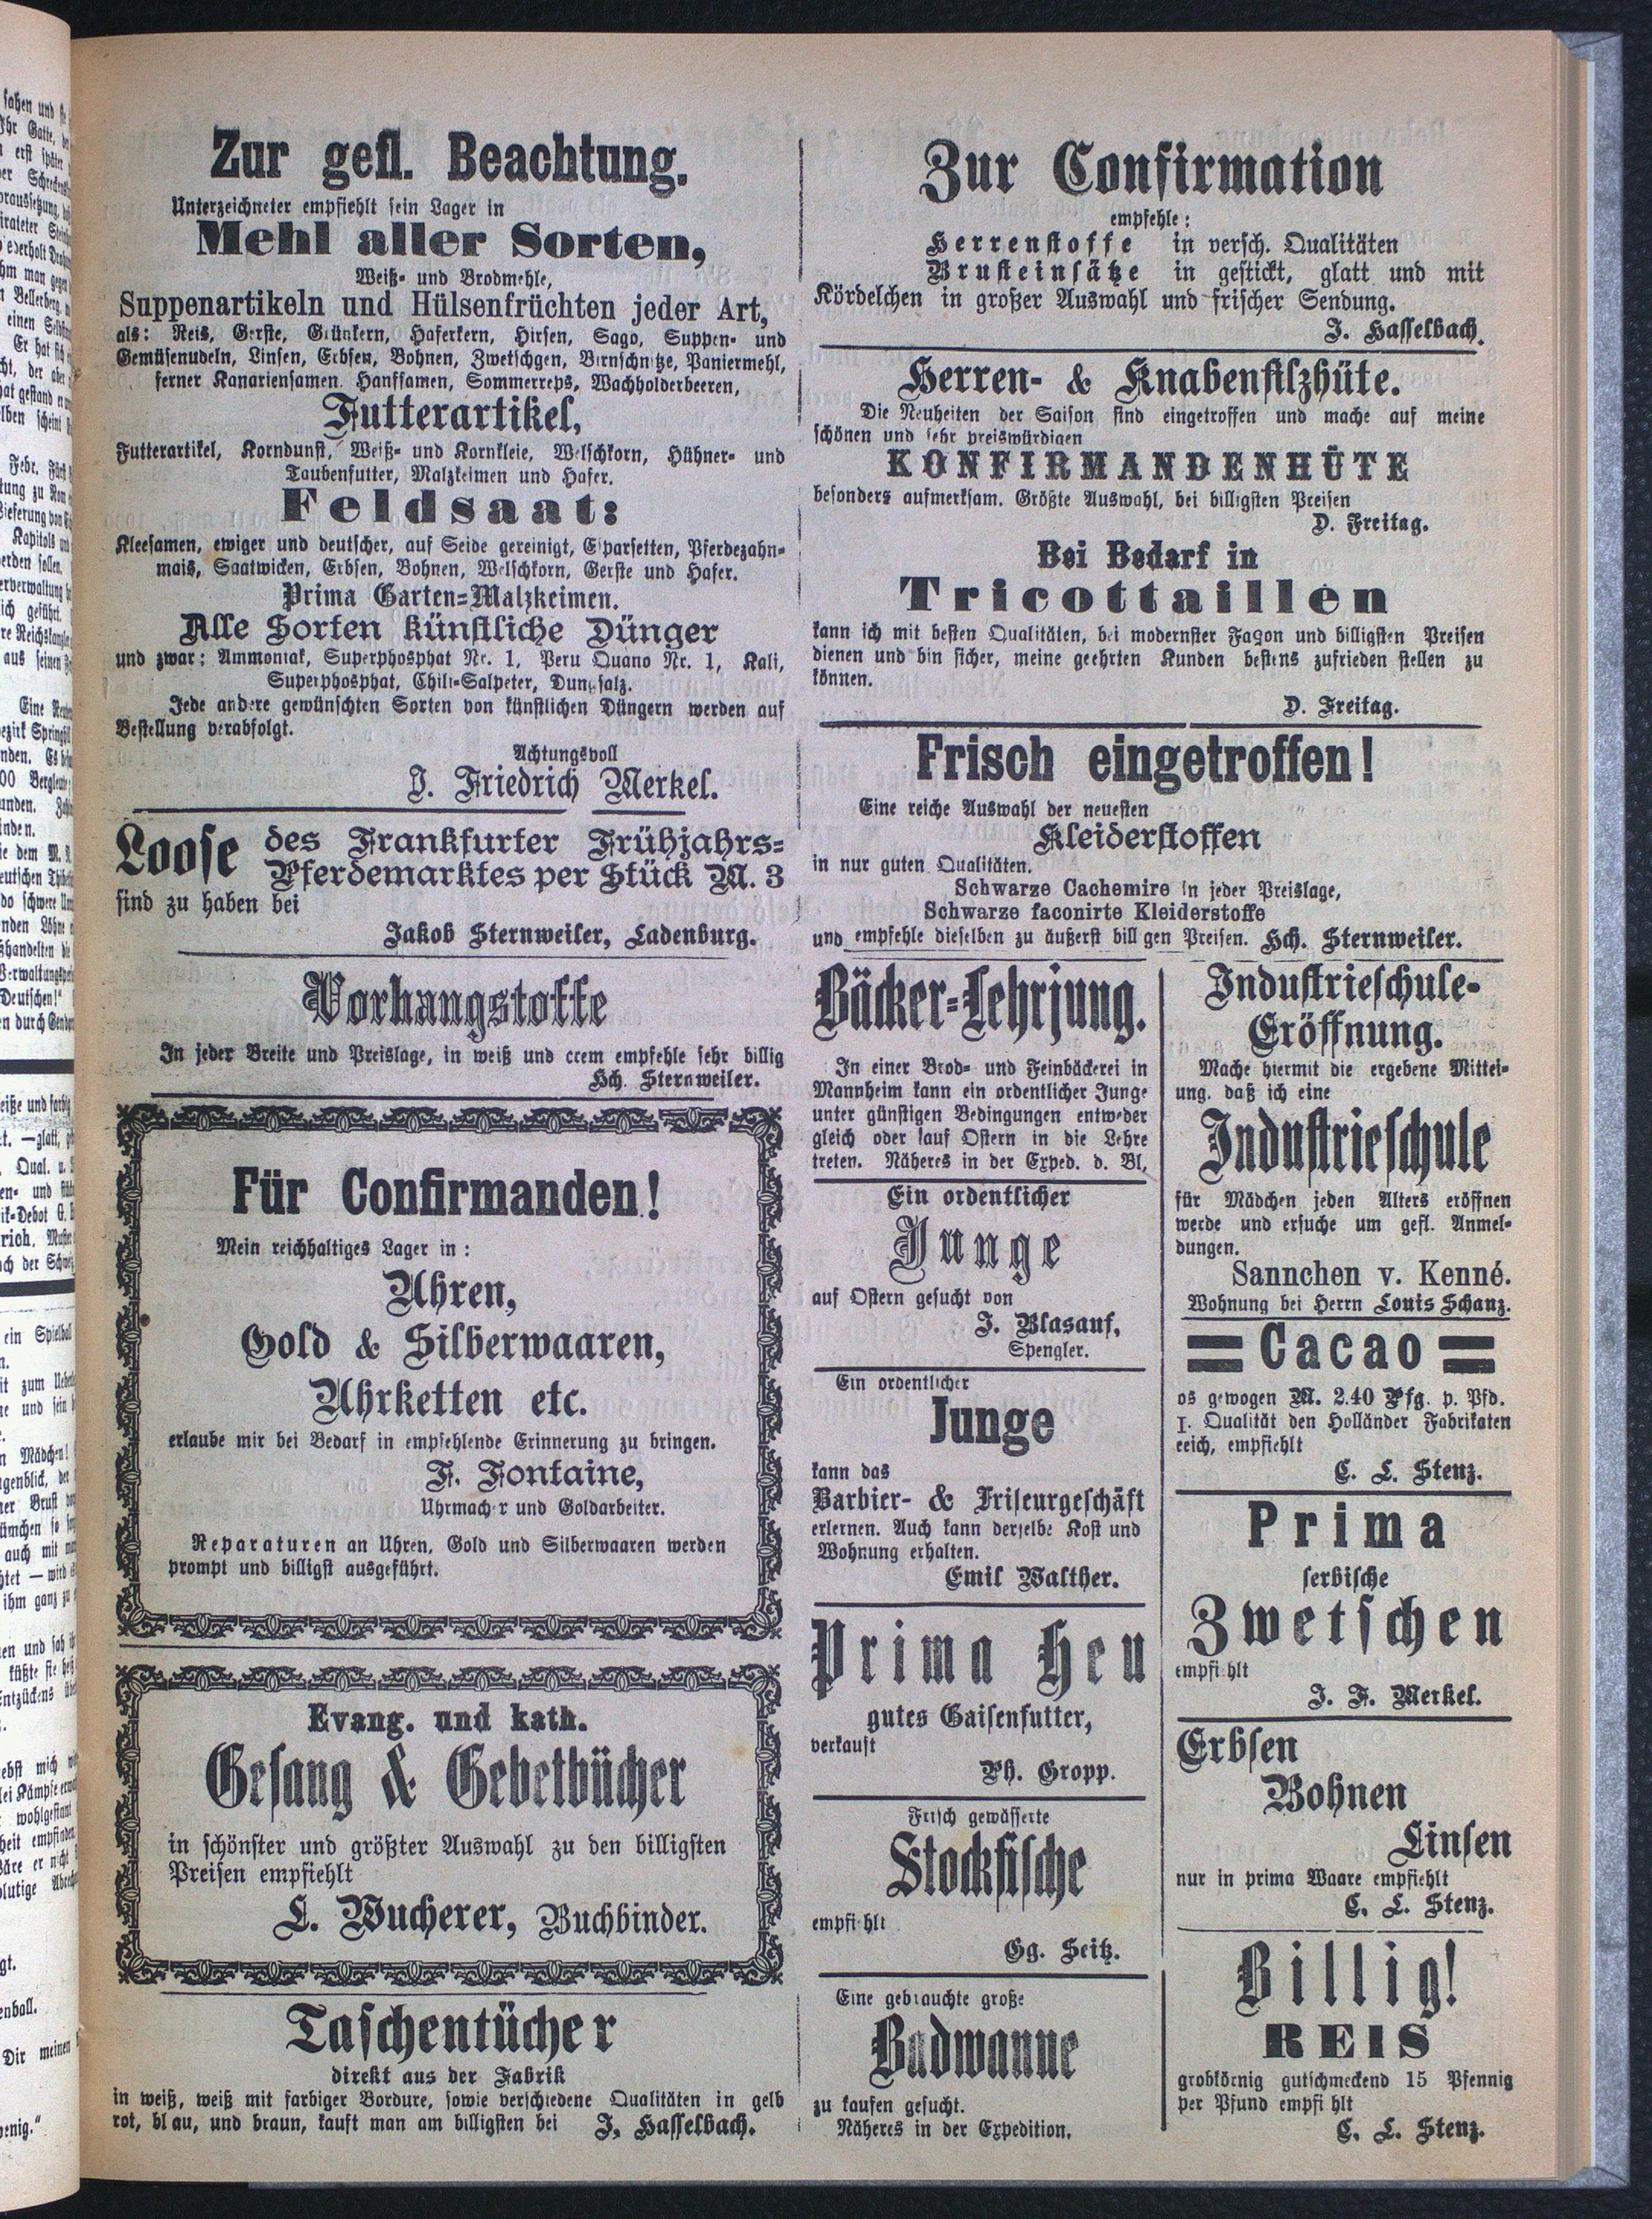 Zur gefl. Beachtung.
Unterzeichneter empfiehlt sein Lager in
Mehl aller Sorten,
Weiß- und Brodmehle,
Suppenartikeln und Hülsenfrüchten jeder Art,
als: Reis, Gerste, Grünkern, Haferkern, Hirsen, Sago, Suppen- und
Gemüsenudeln, Linsen, Erbsen, Bohnen, Zwetschgen, Birnschnitze, Paniermehl,
ferner Kanariensamen. Hanfsamen, Sommerreps, Wachholderbeeren,
Futterartikel,
Futterartikel, Korndunst, Weiß- und Kornkleie, Welschkorn, Hühner- und
Taubenfutter, Malzkeimen und Hafer.
Feldsaat:
Kleesamen, ewiger und deutscher, auf Seide gereinigt, Esparsetten, Pferdezahn-
mais, Saatwicken, Erbsen, Bohnen, Welschkorn, Gerste und Hafer.
Prima Garten-Malzkeimen.
Alle Sorten künstliche Dünger
und zwar: Ammoniak, Superphosphat Nr. 1, Peru Quano Nr. 1, Kali,
Superphosphat, Chili-Salpeter, Dungsalz.
Jede andere gewünschten Sorten von künstlichen Düngern werden auf
Bestellung verabfolgt.
Achtungsvoll
J. Friedrich Merkel.
Loose des Frankfurter Frühjahrs-
Pferdemarktes per Stück M. 3
sind zu haben bei
Jakob Sternweiler, Ladenburg.
Vorhangstoffe
In jeder Breite und Preislage, in weiß und crem empfehle sehr billig
Hch. Sternweiler.
Für Confirmanden!
Mein reichhaltiges Lager in:
Uhren,
Gold & Silberwaaren,
Uhrketten etc.
erlaube mir bei Bedarf in empfehlende Erinnerung zu bringen.
F. Fontaine,
Uhrmacher und Goldarbeiter.
Reparaturen an Uhren, Gold und Silberwaaren werden
prompt und billigst ausgeführt.
Evang. und kath.
Gesang & Gebetbücher
in schönster und größter Auswahl zu den billigsten
Preisen empfiehlt
L. Wucherer, Buchbinder.
Taschentücher
direkt aus der Fabrik
in weiß, weiß mit farbiger Bordure, sowie verschiedene Qualitäten in gelb
rot, blau, und braun, kauft man am billigsten bei J. Hasselbach.
Zur Confirmation
empfehle:
Herrenstoffe in versch. Qualitäten
Brusteinsätze in gestickt, glatt und mit
Kördelchen in großer Auswahl und frischer Sendung.
J. Hasselbach.
Herren- & Knabenfilzhüte.
Die Neuheiten der Saison sind eingetroffen und mache auf meine
schönen und sehr preiswürdigen
KONFIRMANDENHÜTE
besonders aufmerksam. Größte Auswahl, bei billigsten Preisen
D. Freitag.
Bei Bedarf in
Tricottaillen
kann ich mit besten Qualitäten, bei modernster Façon und billigsten Preisen
dienen und bin sicher, meine geehrten Kunden bestens zufrieden stellen zu
können.
D. Freitag.
Frisch eingetroffen!
Eine reiche Auswahl der neuesten
Kleiderstoffen
in nur guten Qualitäten.
Schwarze Cachemire in jeder Preislage,
Schwarze faconirte Kleiderstoffe
und empfehle dieselben zu äußerst billigen Preisen. Hch. Sternweiler.
Bäcker-Lehrjung.
In einer Brod- und Feinbäckerei in
Mannheim kann ein ordentlicher Junge
unter günstigen Bedingungen entweder
gleich oder auf Ostern in die Lehre
treten. Näheres in der Exped. d. Bl.
Ein ordentlicher
Junge
auf Ostern gesucht von
J. Blasauf,
Spengler.
Ein ordentlicher
Junge
kann das
Barbier- & Friseurgeschäft
erlernen. Auch kann derselbe Kost und
Wohnung erhalten.
Emil Walther.
Prima Heu
gutes Gaisenfutter,
verkauft
Ph. Gropp.
Frisch gewässerte
Stockfische
empfiehlt
Gg. Seitz.
Eine gebrauchte große
Badwanne
zu kaufen gesucht.
Näheres in der Expedition.
Industrieschule-
Eröffnung.
Mache hiermit die ergebene Mittei-
ung. daß ich eine
Industrieschule
für Mädchen jeden Alters eröffnen
werde und ersuche um gefl. Anmel-
dungen.
Sannchen v. Kenné.
Wohnung bei Herrn Louis Schanz.
Cacao
os gewogen M. 2.40 Pfg. p. Pfd.
I. Qualität den Holländer Fabrikaten
eich, empfiehlt
C. L. Stenz.
Prima
serbische
Zwetschen
empfiehlt
J. F. Merkel.
Erbsen
Bohnen
Linsen
nur in prima Waare empfiehlt
C. L. Stenz.
Billig!
REIS
grobkörnig gutschmeckend 15 Pfennig
per Pfund empfiehlt
C. L. Stenz.